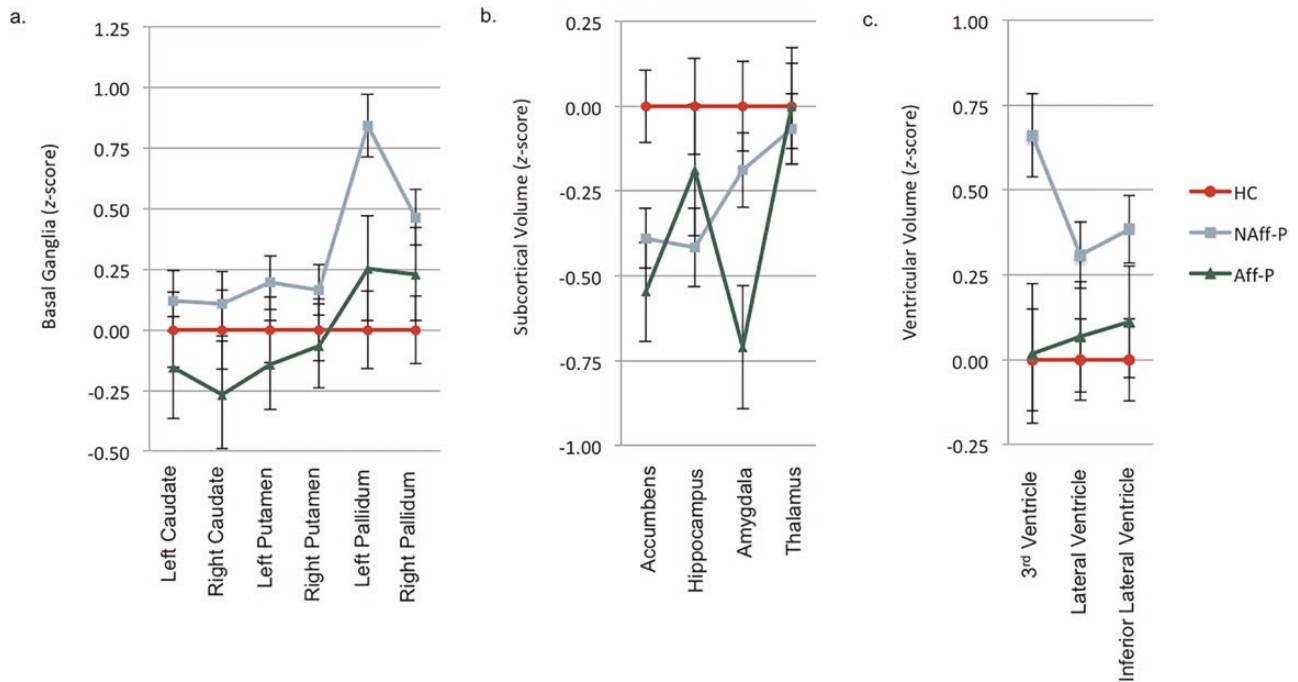 a.
Basal Ganglia (z-score)
1.25
1.00
0.75
0.50
0.25
0.00
-0.25
-0.50
Left Caudate
Right Caudate
Left Putamen
Right Putamen
Left Pallidum
Right Pallidum
b.
Subcortical Volume (z-score)
0.25
0.00
-0.25
-0.50
-0.75
-1.00
Accumbens
Hippocampus
Amygdala
Thalamus
c.
Ventricular Volume (z-score)
1.00
0.75
0.50
0.25
0.00
-0.25
3rd Ventricle
Lateral Ventricle
Inferior Lateral Ventricle
HC
NAff-P
Aff-P